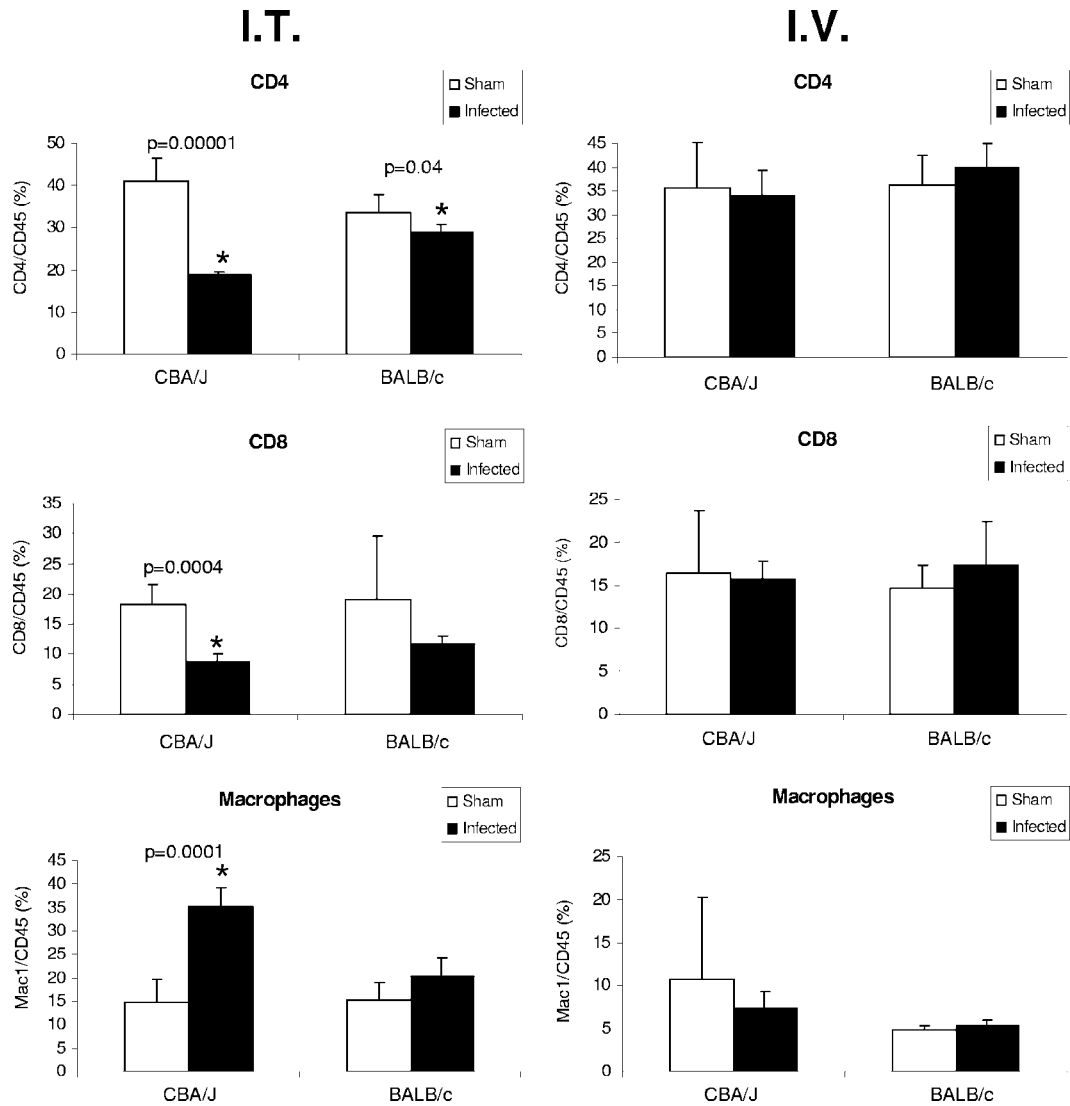 I.T.
I.V.
CD4
Sham
Infected
p=0.00001
p=0.04
*
*
CD4/CD45 (%)
50
40
30
20
10
0
CBA/J
BALB/c
CD4
Sham
Infected
CD4/CD45 (%)
45
40
35
30
25
20
15
10
5
0
CBA/J
BALB/c
CD8
Sham
Infected
p=0.0004
*
CD8/CD45 (%)
35
30
25
20
15
10
5
0
CBA/J
BALB/c
CD8
Sham
Infected
CD8/CD45 (%)
25
20
15
10
5
0
CBA/J
BALB/c
Macrophages
Sham
Infected
p=0.0001
*
Mac1/CD45 (%)
45
40
35
30
25
20
15
10
5
0
CBA/J
BALB/c
Macrophages
Sham
Infected
Mac1/CD45 (%)
25
20
15
10
5
0
CBA/J
BALB/c